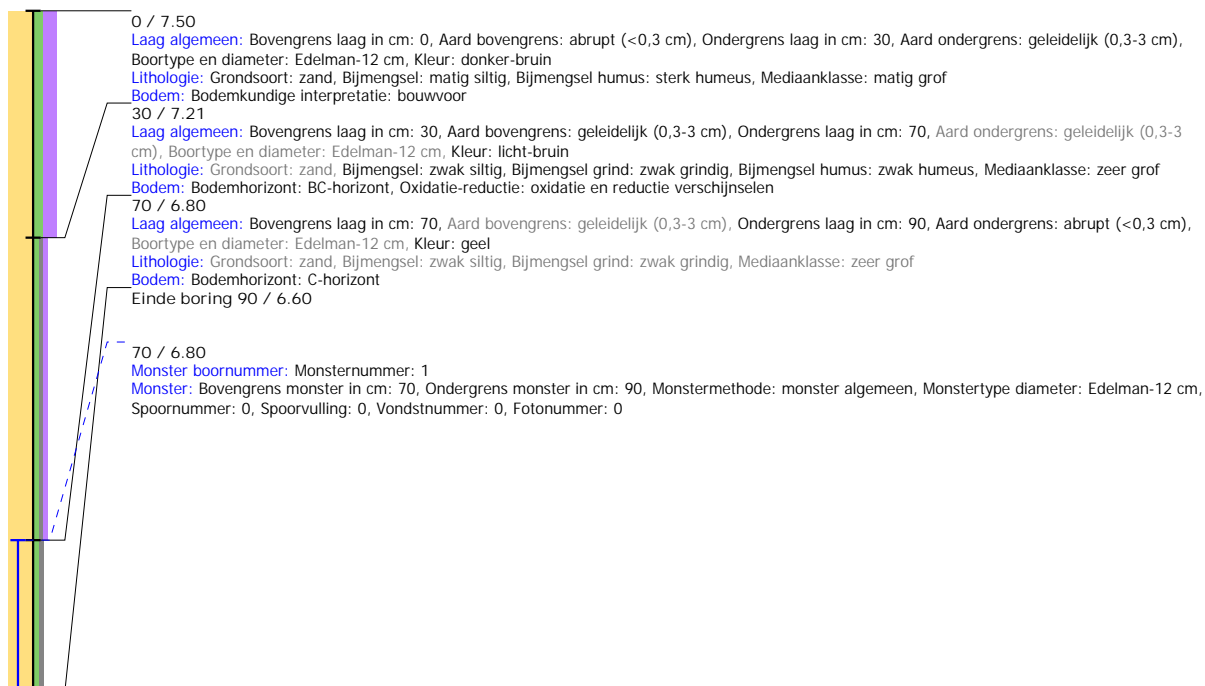 0 / 7.50
Laag algemeen: Bovengrens laag in cm: 0, Aard bovengrens: abrupt (<0,3 cm), Ondergrens laag in cm: 30, Aard ondergrens: geleidelijk (0,3-3 cm),
Boortype en diameter: Edelman-12 cm, Kleur: donker-bruin
Lithologie: Grondsoort: zand, Bijmengsel: matig siltig, Bijmengsel humus: sterk humeus, Mediaanklasse: matig grof
Bodem: Bodemkundige interpretatie: bouwvoor
30 / 7.21
Laag algemeen: Bovengrens laag in cm: 30, Aard bovengrens: geleidelijk (0,3-3 cm), Ondergrens laag in cm: 70, Aard ondergrens: geleidelijk (0,3-3
cm), Boortype en diameter: Edelman-12 cm, Kleur: licht-bruin
Lithologie: Grondsoort: zand, Bijmengsel: zwak siltig, Bijmengsel grind: zwak grindig, Bijmengsel humus: zwak humeus, Mediaanklasse: zeer grof
Bodem: Bodemhorizont: BC-horizont, Oxidatie-reductie: oxidatie en reductie verschijnselen
70 / 6.80
Laag algemeen: Bovengrens laag in cm: 70, Aard bovengrens: geleidelijk (0,3-3 cm), Ondergrens laag in cm: 90, Aard ondergrens: abrupt (<0,3 cm),
Boortype en diameter: Edelman-12 cm, Kleur: geel
Lithologie: Grondsoort: zand, Bijmengsel: zwak siltig, Bijmengsel grind: zwak grindig, Mediaanklasse: zeer grof
Bodem: Bodemhorizont: C-horizont
Einde boring 90 / 6.60
70 / 6.80
Monster boornummer: Monsternummer: 1
Monster: Bovengrens monster in cm: 70, Ondergrens monster in cm: 90, Monstermethode: monster algemeen, Monstertype diameter: Edelman-12 cm,
Spoornummer: 0, Spoorvulling: 0, Vondstnummer: 0, Fotonummer: 0